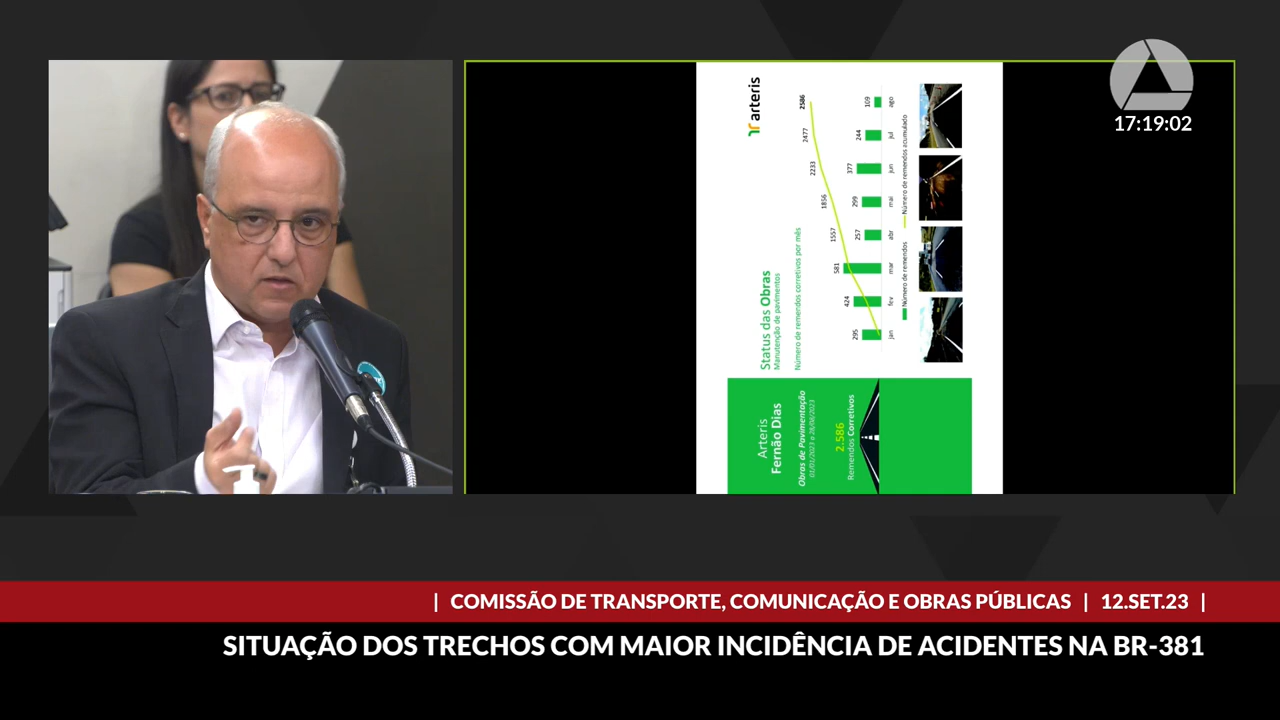 17:19:02
arteris
Status das Obras
Manutenção de pavimentos
Número de remendos corretivos por mês
295
424
581
257
299
377
244
109
1557
1856
2233
2477
2586
jan
fev
mar
abr
mai
jun
jul
ago
Número de remendos
Número de remendos acumulado
Arteris
Fernão Dias
Obras de Pavimentação
2.586
Remendos Corretivos
| COMISSÃO DE TRANSPORTE, COMUNICAÇÃO E OBRAS PÚBLICAS | 12.SET.23 |
SITUAÇÃO DOS TRECHOS COM MAIOR INCIDÊNCIA DE ACIDENTES NA BR-381